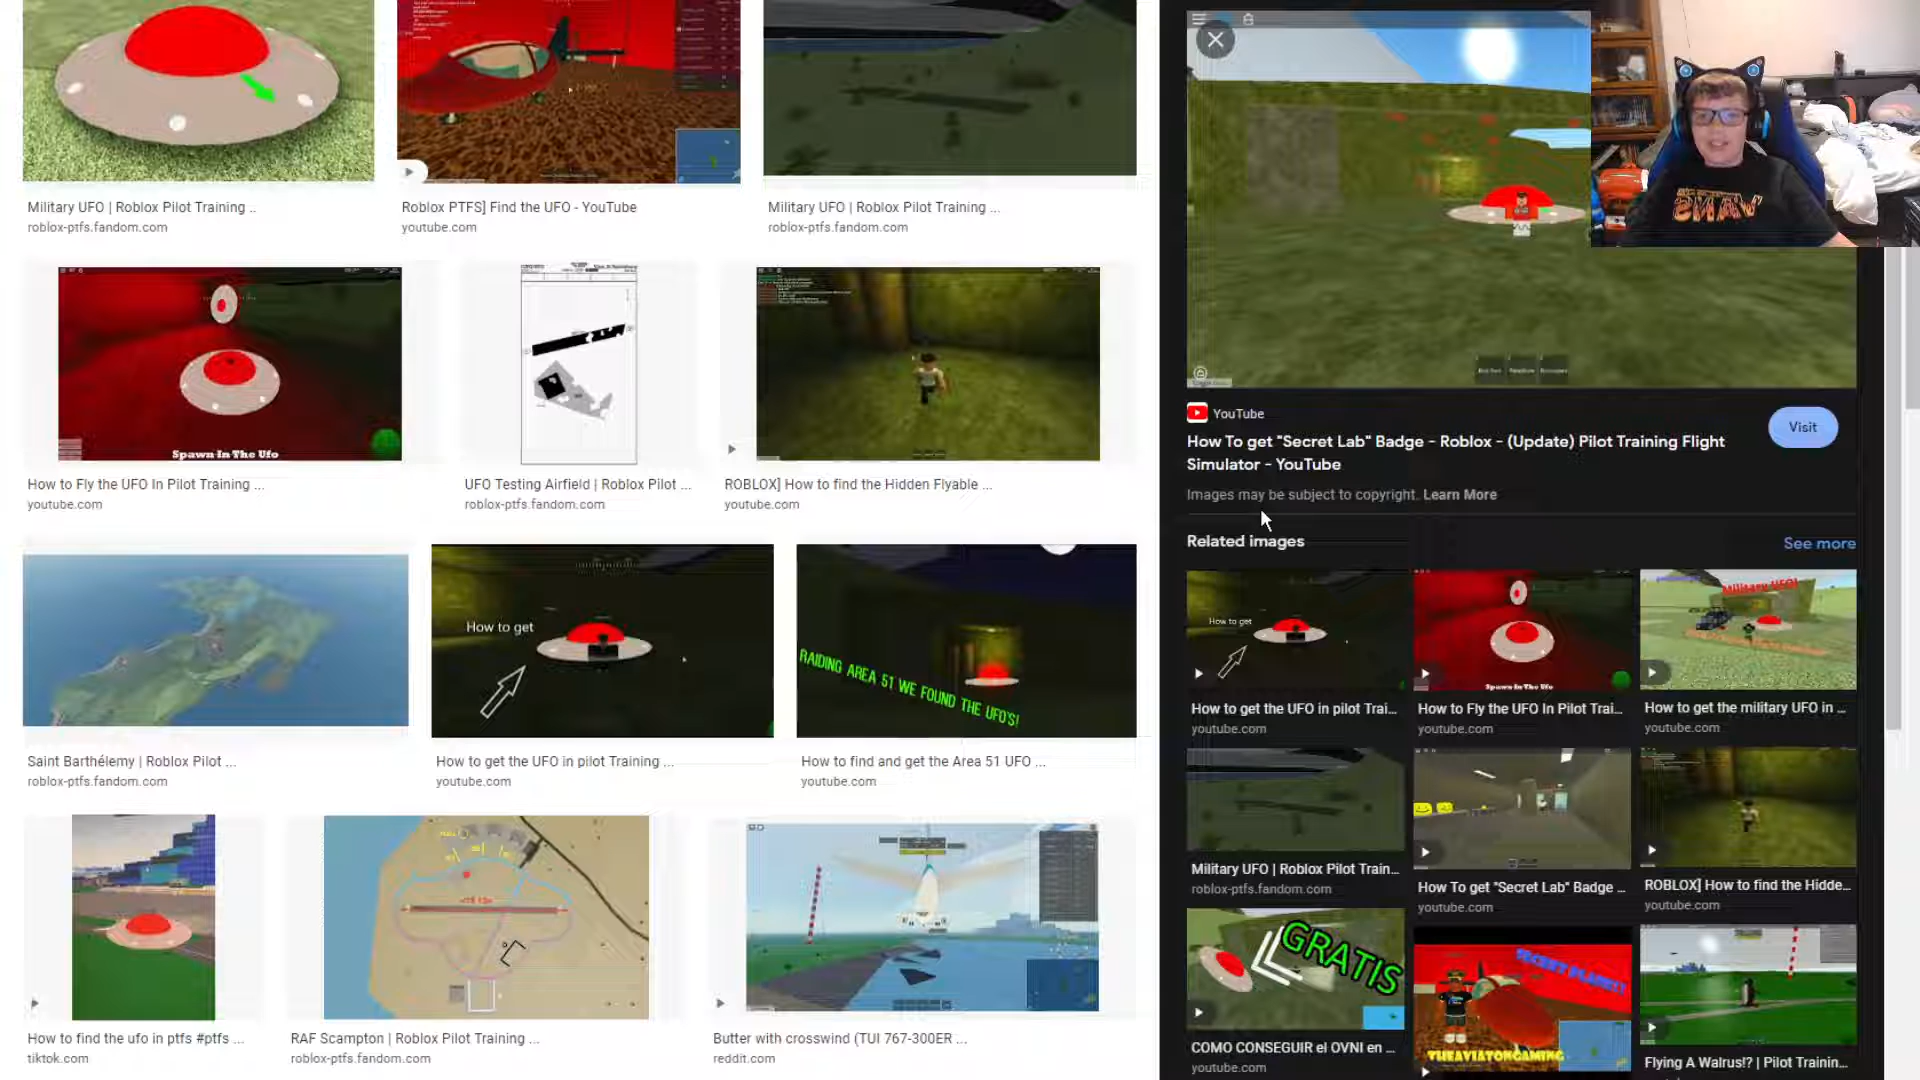 Military UFO | Roblox Pilot Training ..
roblox-ptfs.fandom.com
Roblox PTFS] Find the UFO - YouTube
youtube.com
Military UFO | Roblox Pilot Training ...
roblox-ptfs.fandom.com
Spawn In The Ufo
How to Fly the UFO In Pilot Training ...
youtube.com
UFO Testing Airfield | Roblox Pilot ...
roblox-ptfs.fandom.com
ROBLOX] How to find the Hidden Flyable ...
youtube.com
Saint Barthélemy | Roblox Pilot ...
roblox-ptfs.fandom.com
How to get
How to get the UFO in pilot Training ...
youtube.com
RAIDING AREA 51 WE FOUND THE UFO'S!
How to find and get the Area 51 UFO ...
youtube.com
How to find the ufo in ptfs #ptfs ...
tiktok.com
RAF Scampton | Roblox Pilot Training ...
roblox-ptfs.fandom.com
Butter with crosswind (TUI 767-300ER ...
reddit.com
VANS
YouTube
Visit
How To get "Secret Lab" Badge - Roblox - (Update) Pilot Training Flight
Simulator - YouTube
Images may be subject to copyright. Learn More
Related images
See more
How to get
How to get the UFO in pilot Trai...
youtube.com
Spawn In The Ufo
How to Fly the UFO In Pilot Trai...
youtube.com
Military UFO!
How to get the military UFO in ...
youtube.com
Military UFO | Roblox Pilot Train...
roblox-ptfs.fandom.com
How To get "Secret Lab" Badge ...
youtube.com
ROBLOX] How to find the Hidde...
youtube.com
GRATIS
COMO CONSEGUIR el OVNI en ...
youtube.com
SECRET PLANE!!
THEAVIATONGAMING
Flying A Walrus!? | Pilot Trainin...
youtube.com